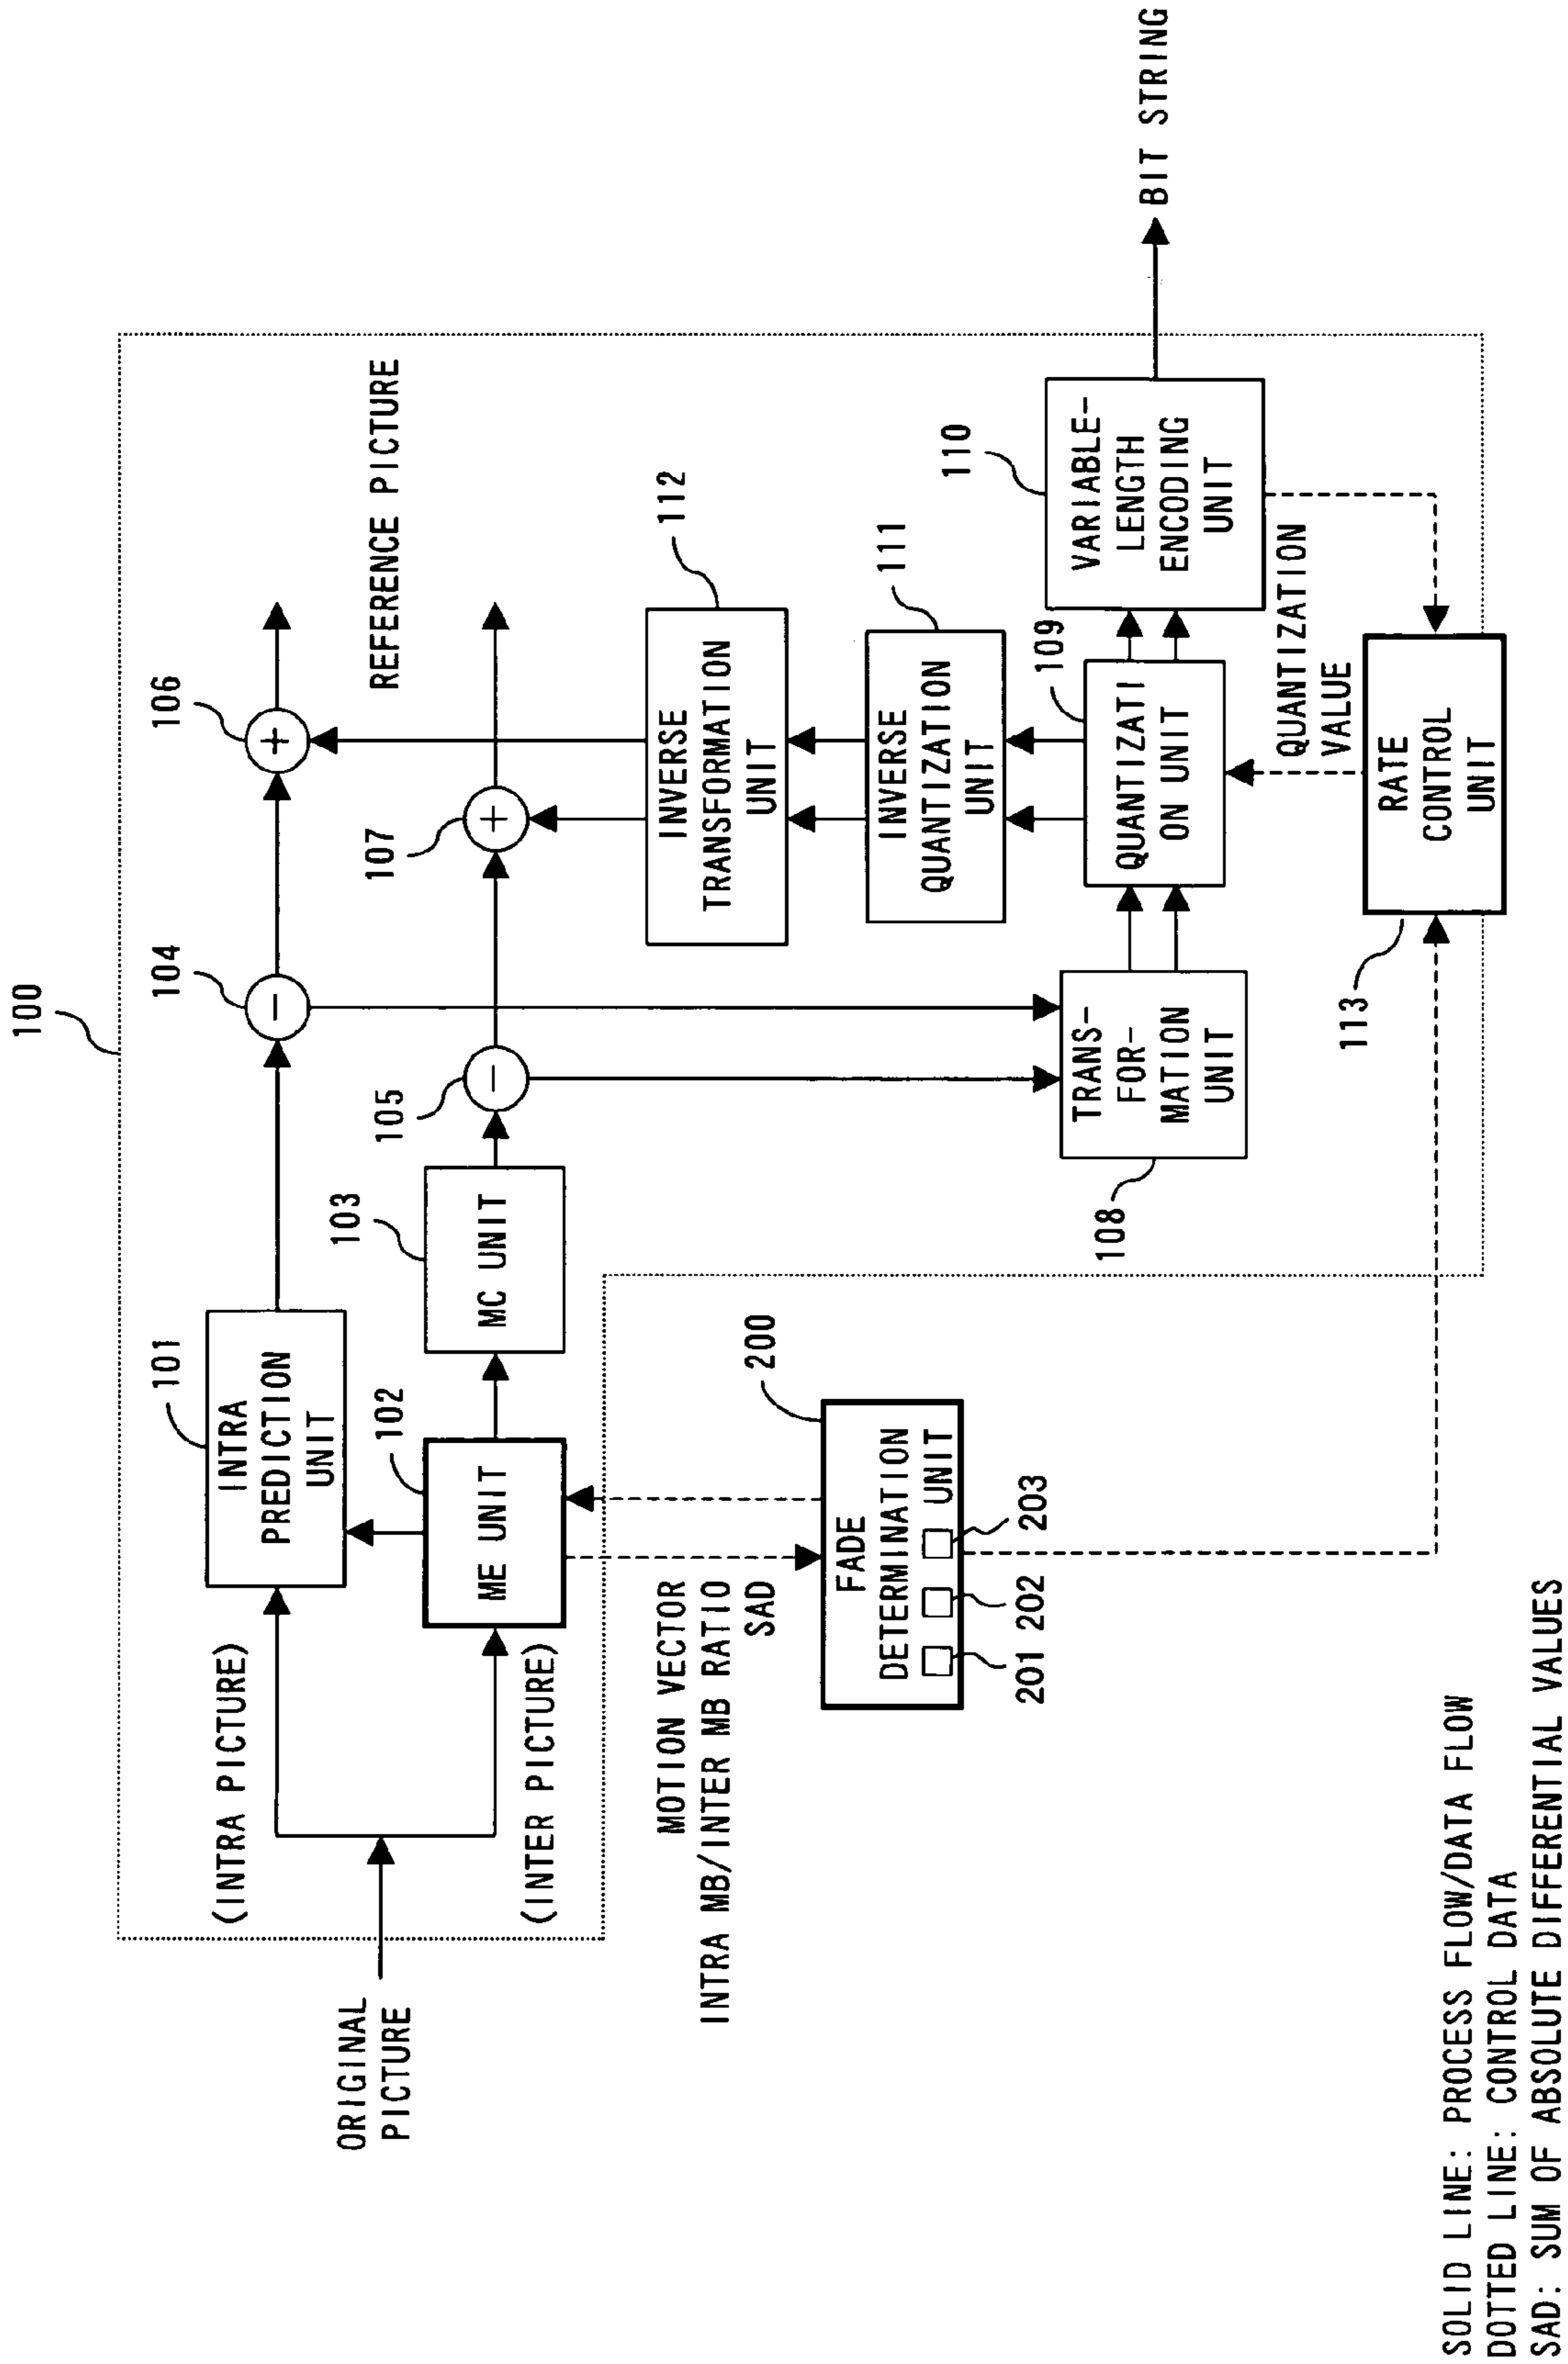 100
101
INTRA
PREDICTION
UNIT
104
106
(INTRA PICTURE)
ORIGINAL
PICTURE
REFERENCE PICTURE
102
ME UNIT
103
MC UNIT
105
107
(INTER PICTURE)
MOTION VECTOR
INTRA MB/INTER MB RATIO
SAD
112
INVERSE
TRANSFORMATION
UNIT
200
FADE
DETERMINATION
UNIT
201
202
203
111
INVERSE
QUANTIZATION
UNIT
110
VARIABLE-
LENGTH
ENCODING
UNIT
BIT STRING
109
QUANTIZATI
ON UNIT
TRANS-
FOR-
MATION
UNIT
108
QUANTIZATION
VALUE
RATE
CONTROL
UNIT
113
SOLID LINE: PROCESS FLOW/DATA FLOW
DOTTED LINE: CONTROL DATA
SAD: SUM OF ABSOLUTE DIFFERENTIAL VALUES